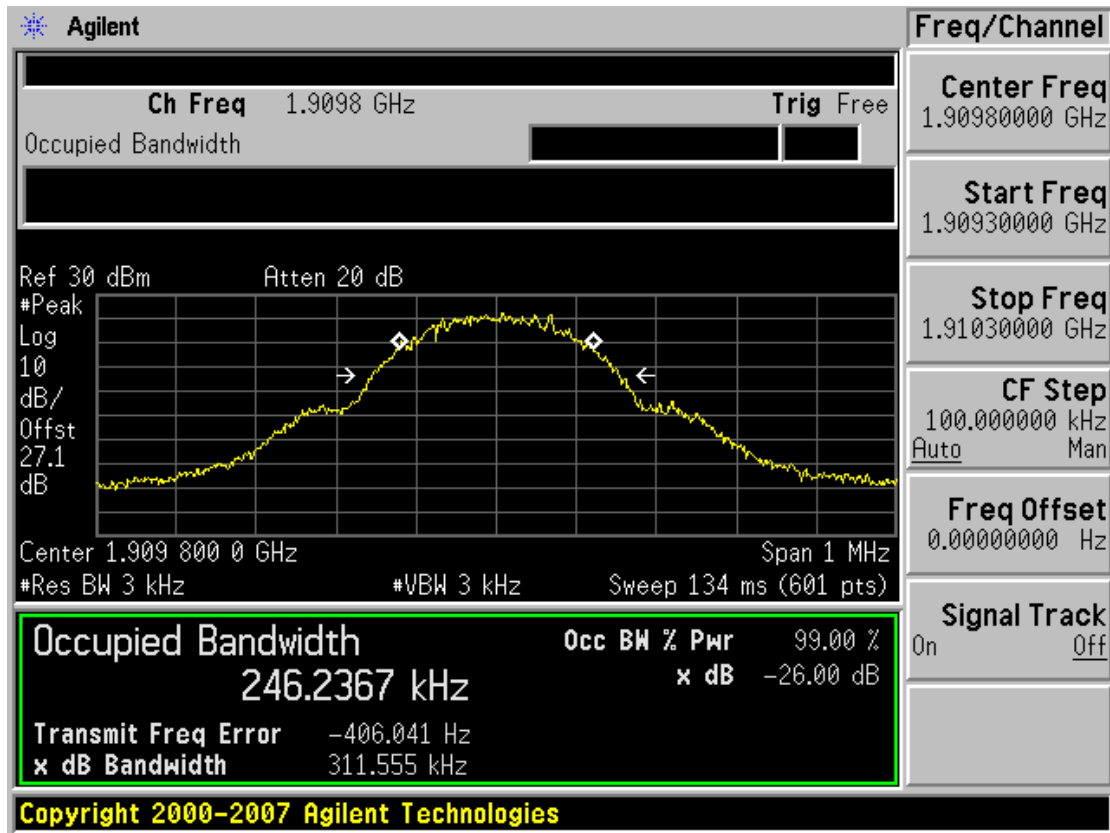 Agilent
Freq/Channel
Ch Freq 1.9098 GHz Trig Free
Occupied Bandwidth
Center Freq
1.90980000 GHz
Start Freq
1.90930000 GHz
Stop Freq
1.91030000 GHz
CF Step
100.000000 kHz
Auto Man
Freq Offset
0.00000000 Hz
Signal Track
On Off
Ref 30 dBm Atten 20 dB
#Peak
Log
10
dB/
Offst
27.1
dB
Center 1.909 800 0 GHz Span 1 MHz
#Res BW 3 kHz #VBW 3 kHz Sweep 134 ms (601 pts)
Occupied Bandwidth
246.2367 kHz
Occ BW % Pwr 99.00 %
x dB -26.00 dB
Transmit Freq Error -406.041 Hz
x dB Bandwidth 311.555 kHz
Copyright 2000-2007 Agilent Technologies